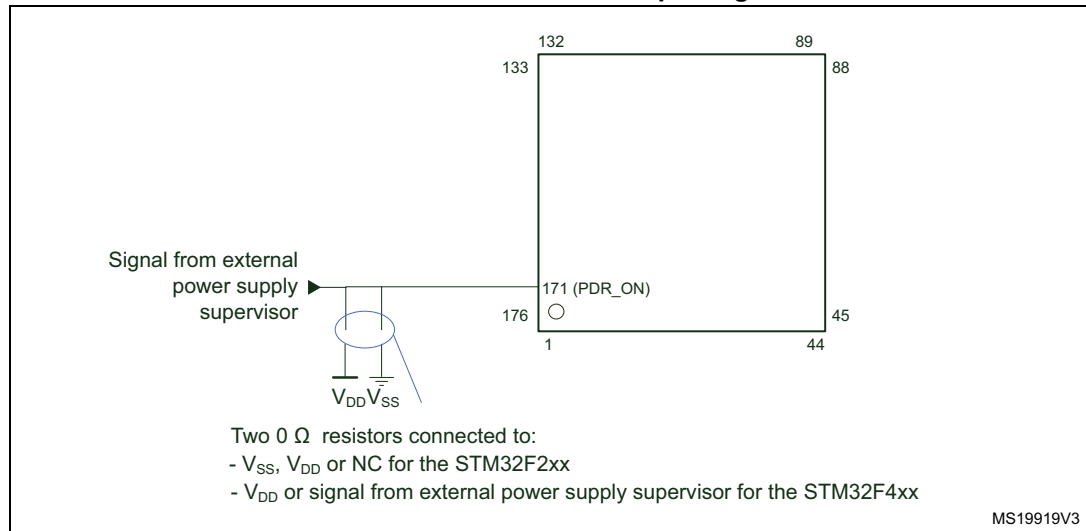 132
89
133
88
Signal from external
power supply
supervisor
171 (PDR_ON)
176
45
1
44
VDD VSS
Two 0 Ω resistors connected to:
- VSS, VDD or NC for the STM32F2xx
- VDD or signal from external power supply supervisor for the STM32F4xx
MS19919V3